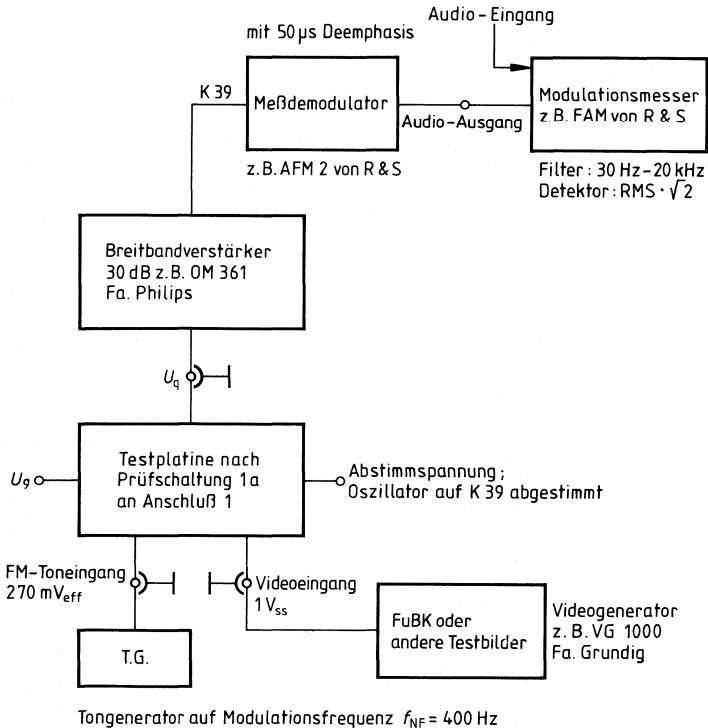 Audio-Eingang
mit 50 µs Deemphasis
K 39
Meßdemodulator
Audio-Ausgang
Modulationsmesser
z.B. FAM von R & S
z.B. AFM 2 von R & S
Filter: 30 Hz-20 kHz
Detektor: RMS · √2
Breitbandverstärker
30 dB z.B. OM 361
Fa. Philips
Uq
Testplatine nach
Prüfschaltung 1a
an Anschluß 1
U9
Abstimmspannung;
Oszillator auf K 39 abgestimmt
FM-Toneingang
270 mVeff
Videoeingang
1 Vss
T.G.
FuBK oder
andere Testbilder
Videogenerator
z. B. VG 1000
Fa. Grundig
Tongenerator auf Modulationsfrequenz fNF = 400 Hz